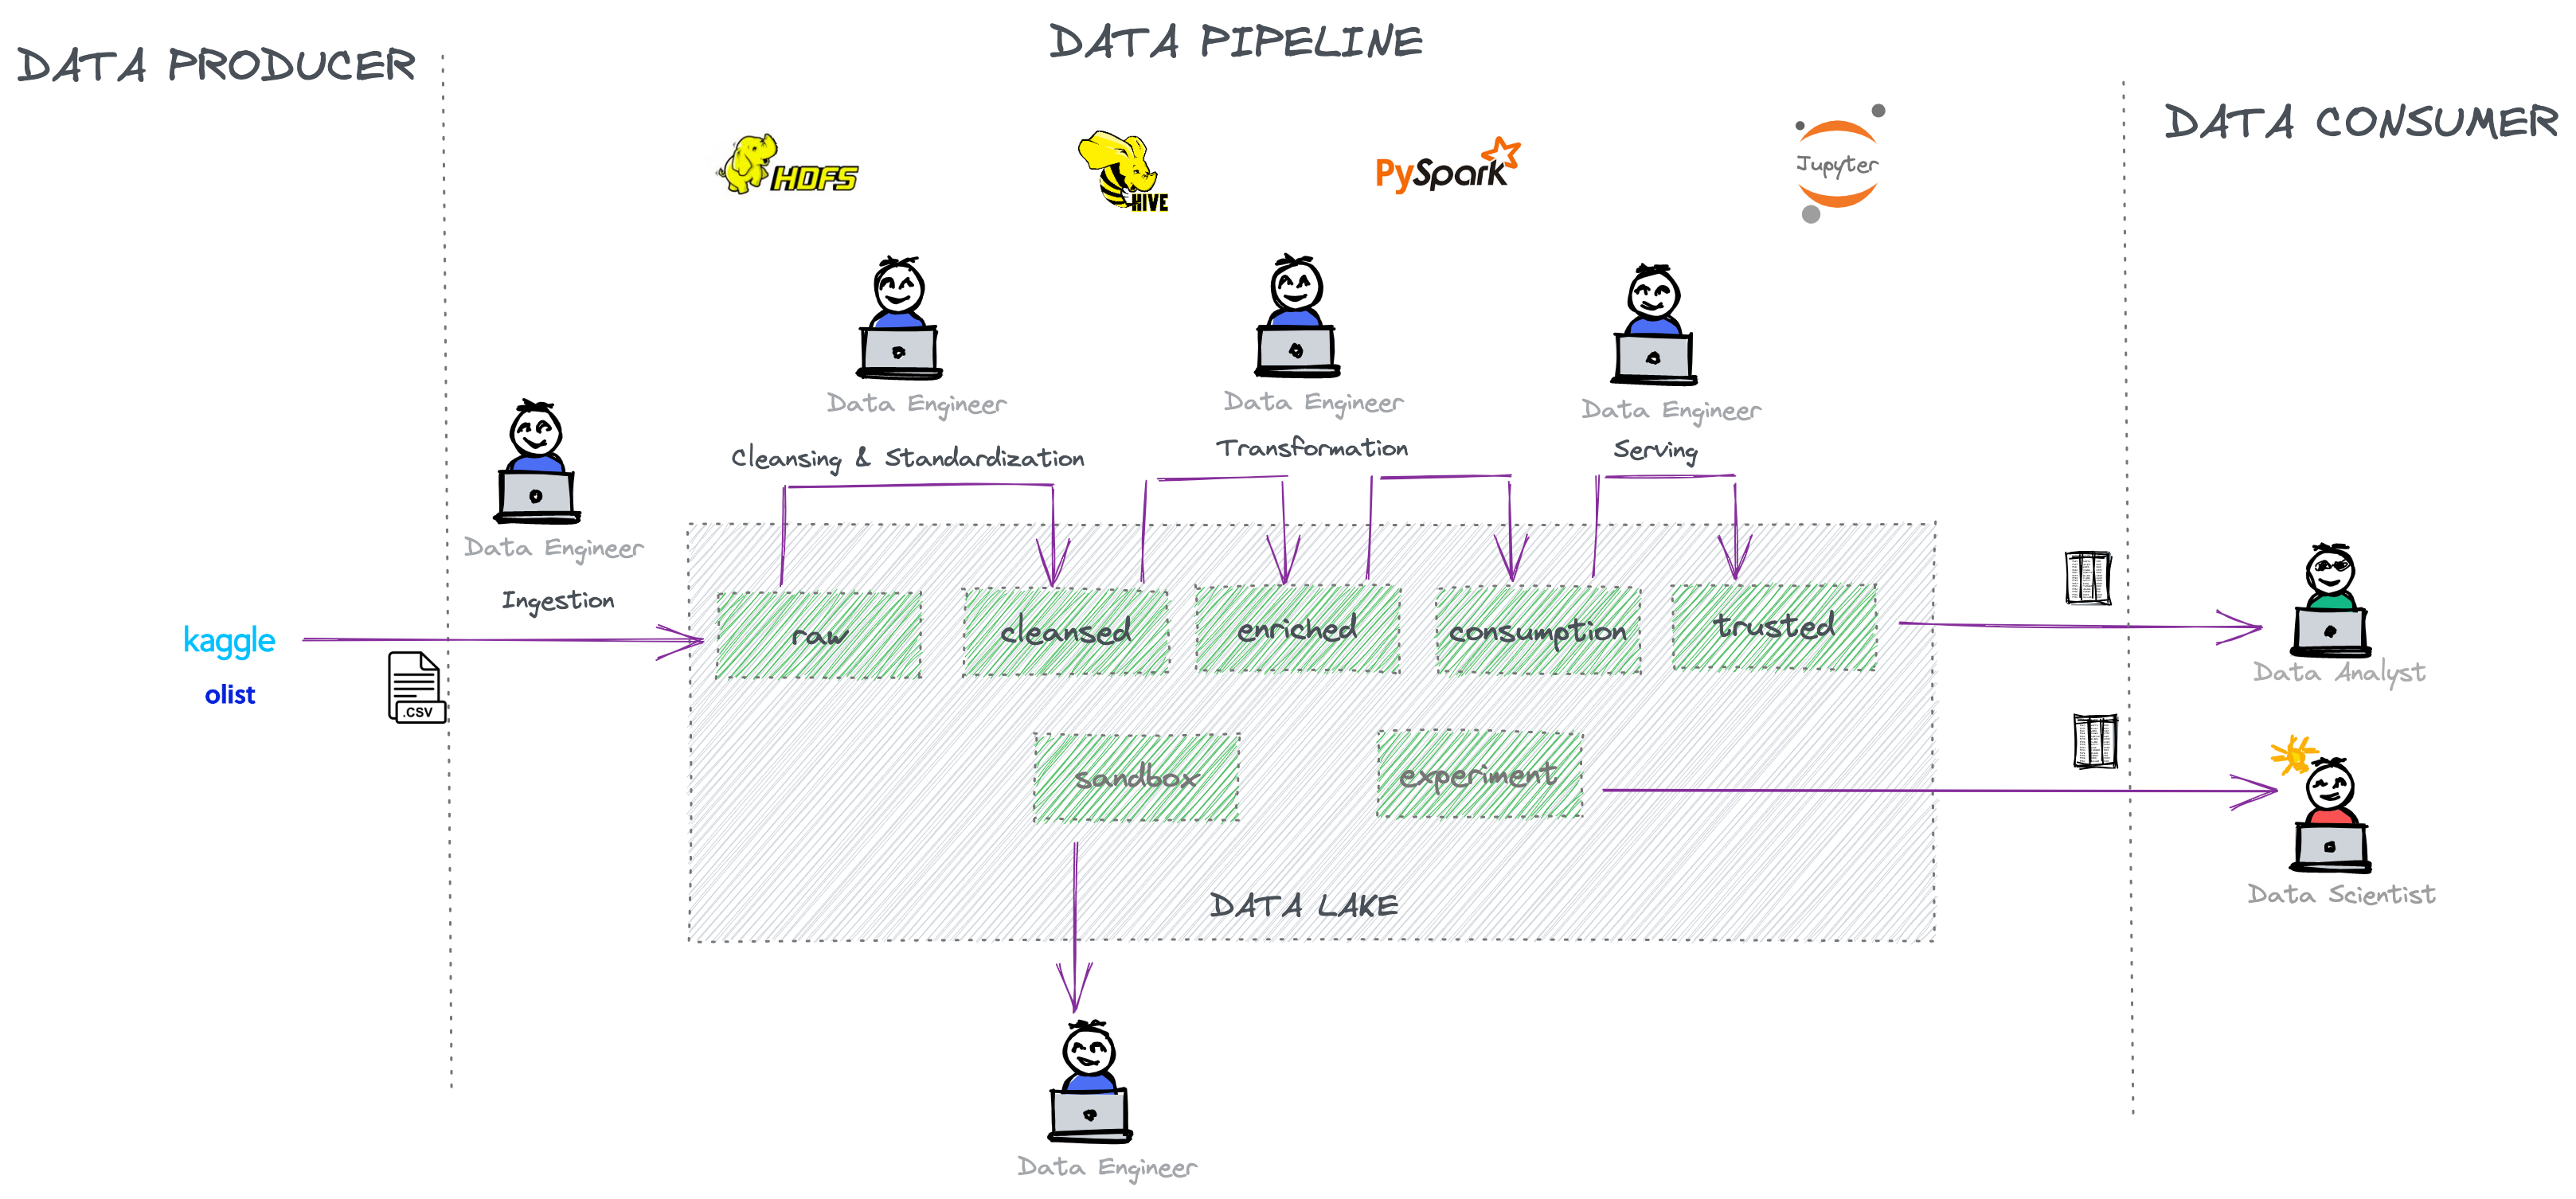 DATA PIPELINE
DATA PRODUCER
DATA CONSUMER
HDFS
HIVE
PySpark
Jupyter
Data Engineer
Data Engineer
Data Engineer
Cleansing & Standardization
Transformation
Serving
Data Engineer
Ingestion
kaggle
olist
.CSV
raw
cleansed
enriched
consumption
trusted
Data Analyst
sandbox
experiment
Data Scientist
DATA LAKE
Data Engineer